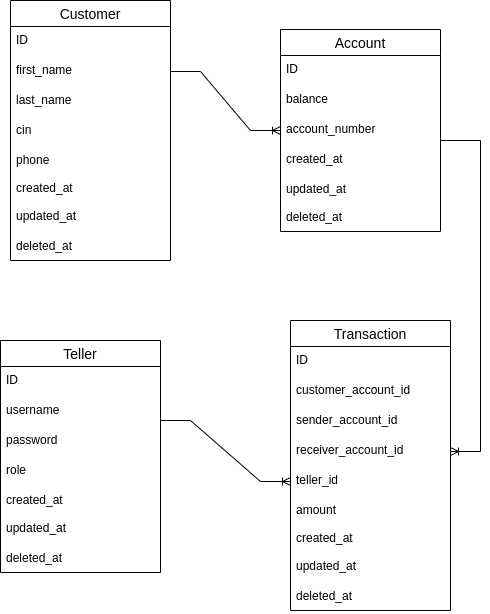 Customer
ID
first_name
last_name
cin
phone
created_at
updated_at
deleted_at
Account
ID
balance
account_number
created_at
updated_at
deleted_at
Teller
ID
username
password
role
created_at
updated_at
deleted_at
Transaction
ID
customer_account_id
sender_account_id
receiver_account_id
teller_id
amount
created_at
updated_at
deleted_at